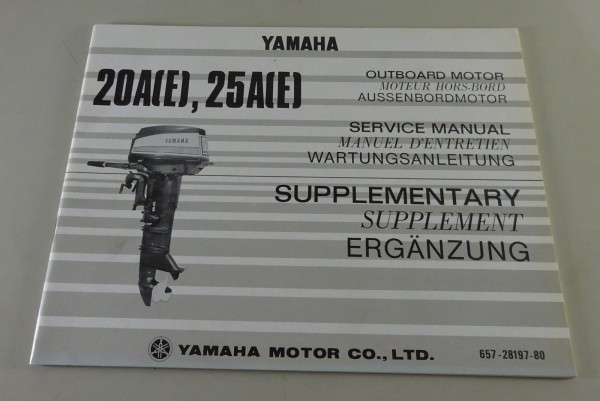 YAMAHA
20A(E), 25A(E)
OUTBOARD MOTOR
MOTEUR HORS-BORD
AUSSENBORDMOTOR
SERVICE MANUAL
MANUEL D'ENTRETIEN
WARTUNGSANLEITUNG
YAMAHA
SUPPLEMENTARY
SUPPLEMENT
ERGÄNZUNG
YAMAHA MOTOR CO., LTD.
657-28197-80